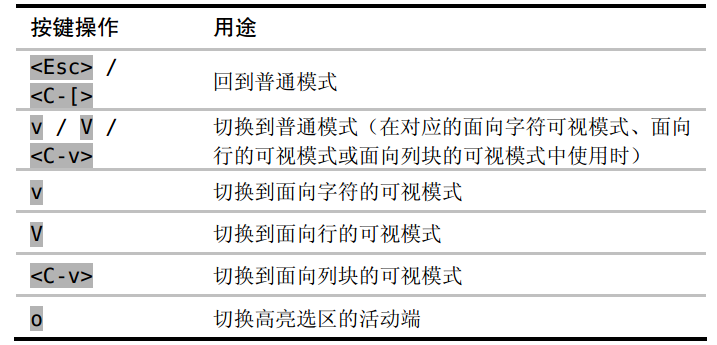 按键操作 用途
<Esc> /
<C-[> 回到普通模式
v / V / 切换到普通模式（在对应的面向字符可视模式、面向
<C-v> 行的可视模式或面向列块的可视模式中使用时）
v 切换到面向字符的可视模式
V 切换到面向行的可视模式
<C-v> 切换到面向列块的可视模式
o 切换高亮选区的活动端